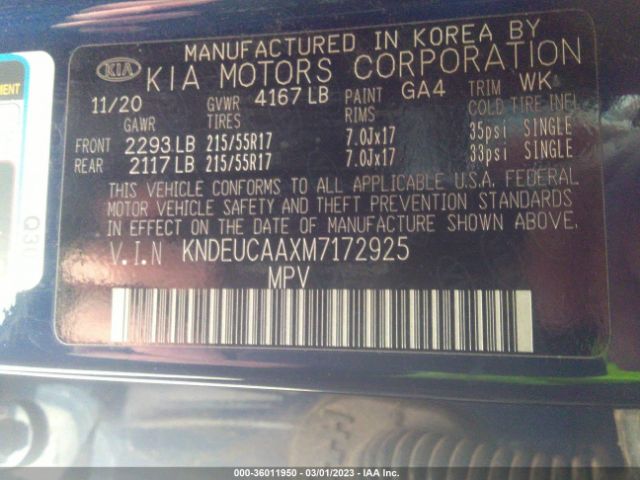 MANUFACTURED IN KOREA BY
KIA KIA MOTORS CORPORATION
11/20 GVWR 4167 LB PAINT GA4 TRIM WK
GAWR TIRES RIMS COLD TIRE INFL
FRONT 2293 LB 215/55R17 7.0Jx17 35psi SINGLE
REAR 2117 LB 215/55R17 7.0Jx17 33psi SINGLE
THIS VEHICLE CONFORMS TO ALL APPLICABLE U.S.A. FEDERAL
MOTOR VEHICLE SAFETY AND THEFT PREVENTION STANDARDS
IN EFFECT ON THE DATE OF MANUFACTURE SHOWN ABOVE.
V.I.N KNDEUCAAXM7172925
MPV
000-36011950 | 03/01/2023 | IAA Inc.